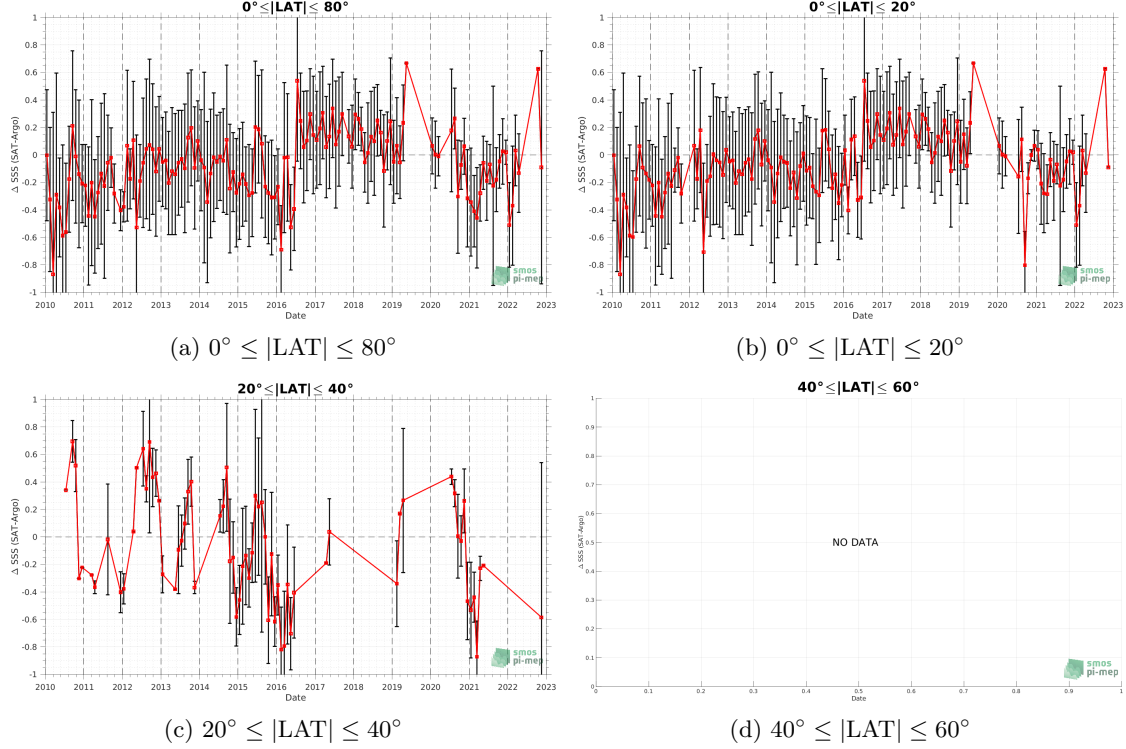 0°≤|LAT|≤ 80°
1
0.8
0.6
0.4
0.2
0
-0.2
-0.4
-0.6
-0.8
-1
Δ SSS (SAT-Argo)
2010 2011 2012 2013 2014 2015 2016 2017 2018 2019 2020 2021 2022 2023
Date
smos
pi-mep
(a) 0° ≤ |LAT| ≤ 80°
0°≤|LAT|≤ 20°
1
0.8
0.6
0.4
0.2
0
-0.2
-0.4
-0.6
-0.8
-1
Δ SSS (SAT-Argo)
2010 2011 2012 2013 2014 2015 2016 2017 2018 2019 2020 2021 2022 2023
Date
smos
pi-mep
(b) 0° ≤ |LAT| ≤ 20°
20°≤|LAT|≤ 40°
1
0.8
0.6
0.4
0.2
0
-0.2
-0.4
-0.6
-0.8
-1
Δ SSS (SAT-Argo)
2010 2011 2012 2013 2014 2015 2016 2017 2018 2019 2020 2021 2022 2023
Date
smos
pi-mep
(c) 20° ≤ |LAT| ≤ 40°
40°≤|LAT|≤ 60°
1
0.9
0.8
0.7
0.6
0.5
0.4
0.3
0.2
0.1
0
Δ SSS (SAT-Argo)
NO DATA
0 0.1 0.2 0.3 0.4 0.5 0.6 0.7 0.8 0.9 1
Date
smos
pi-mep
(d) 40° ≤ |LAT| ≤ 60°